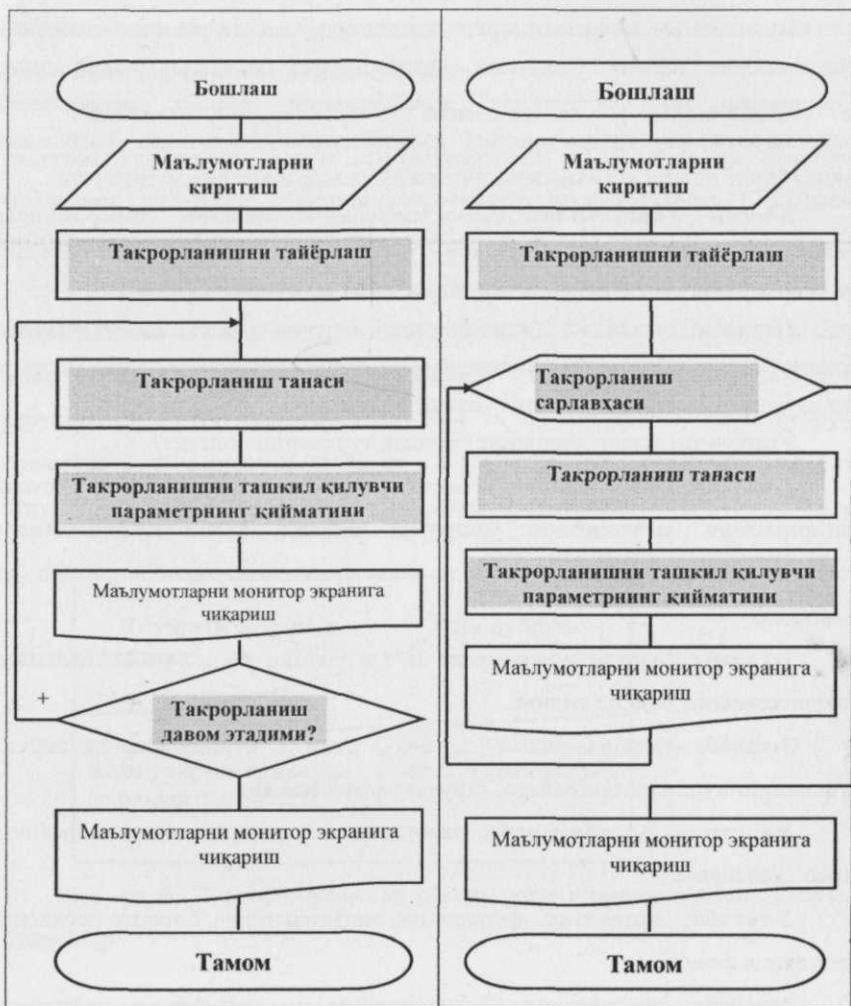 Бошлаш
Маълумотларни
киритиш
Такрорланишни тайёрлаш
Такрорланиш танаси
Такрорланишни ташкил қилувчи
параметрнинг қийматини
Маълумотларни монитор экранига
чиқариш
+
Такрорланиш
давом этадими?
Маълумотларни монитор экранига
чиқариш
Тамом
Бошлаш
Маълумотларни
киритиш
Такрорланишни тайёрлаш
Такрорланиш
сарлавхаси
Такрорланиш танаси
Такрорланишни ташкил қилувчи
параметрнинг қийматини
Маълумотларни монитор экранига
чиқариш
Маълумотларни монитор экранига
чиқариш
Тамом